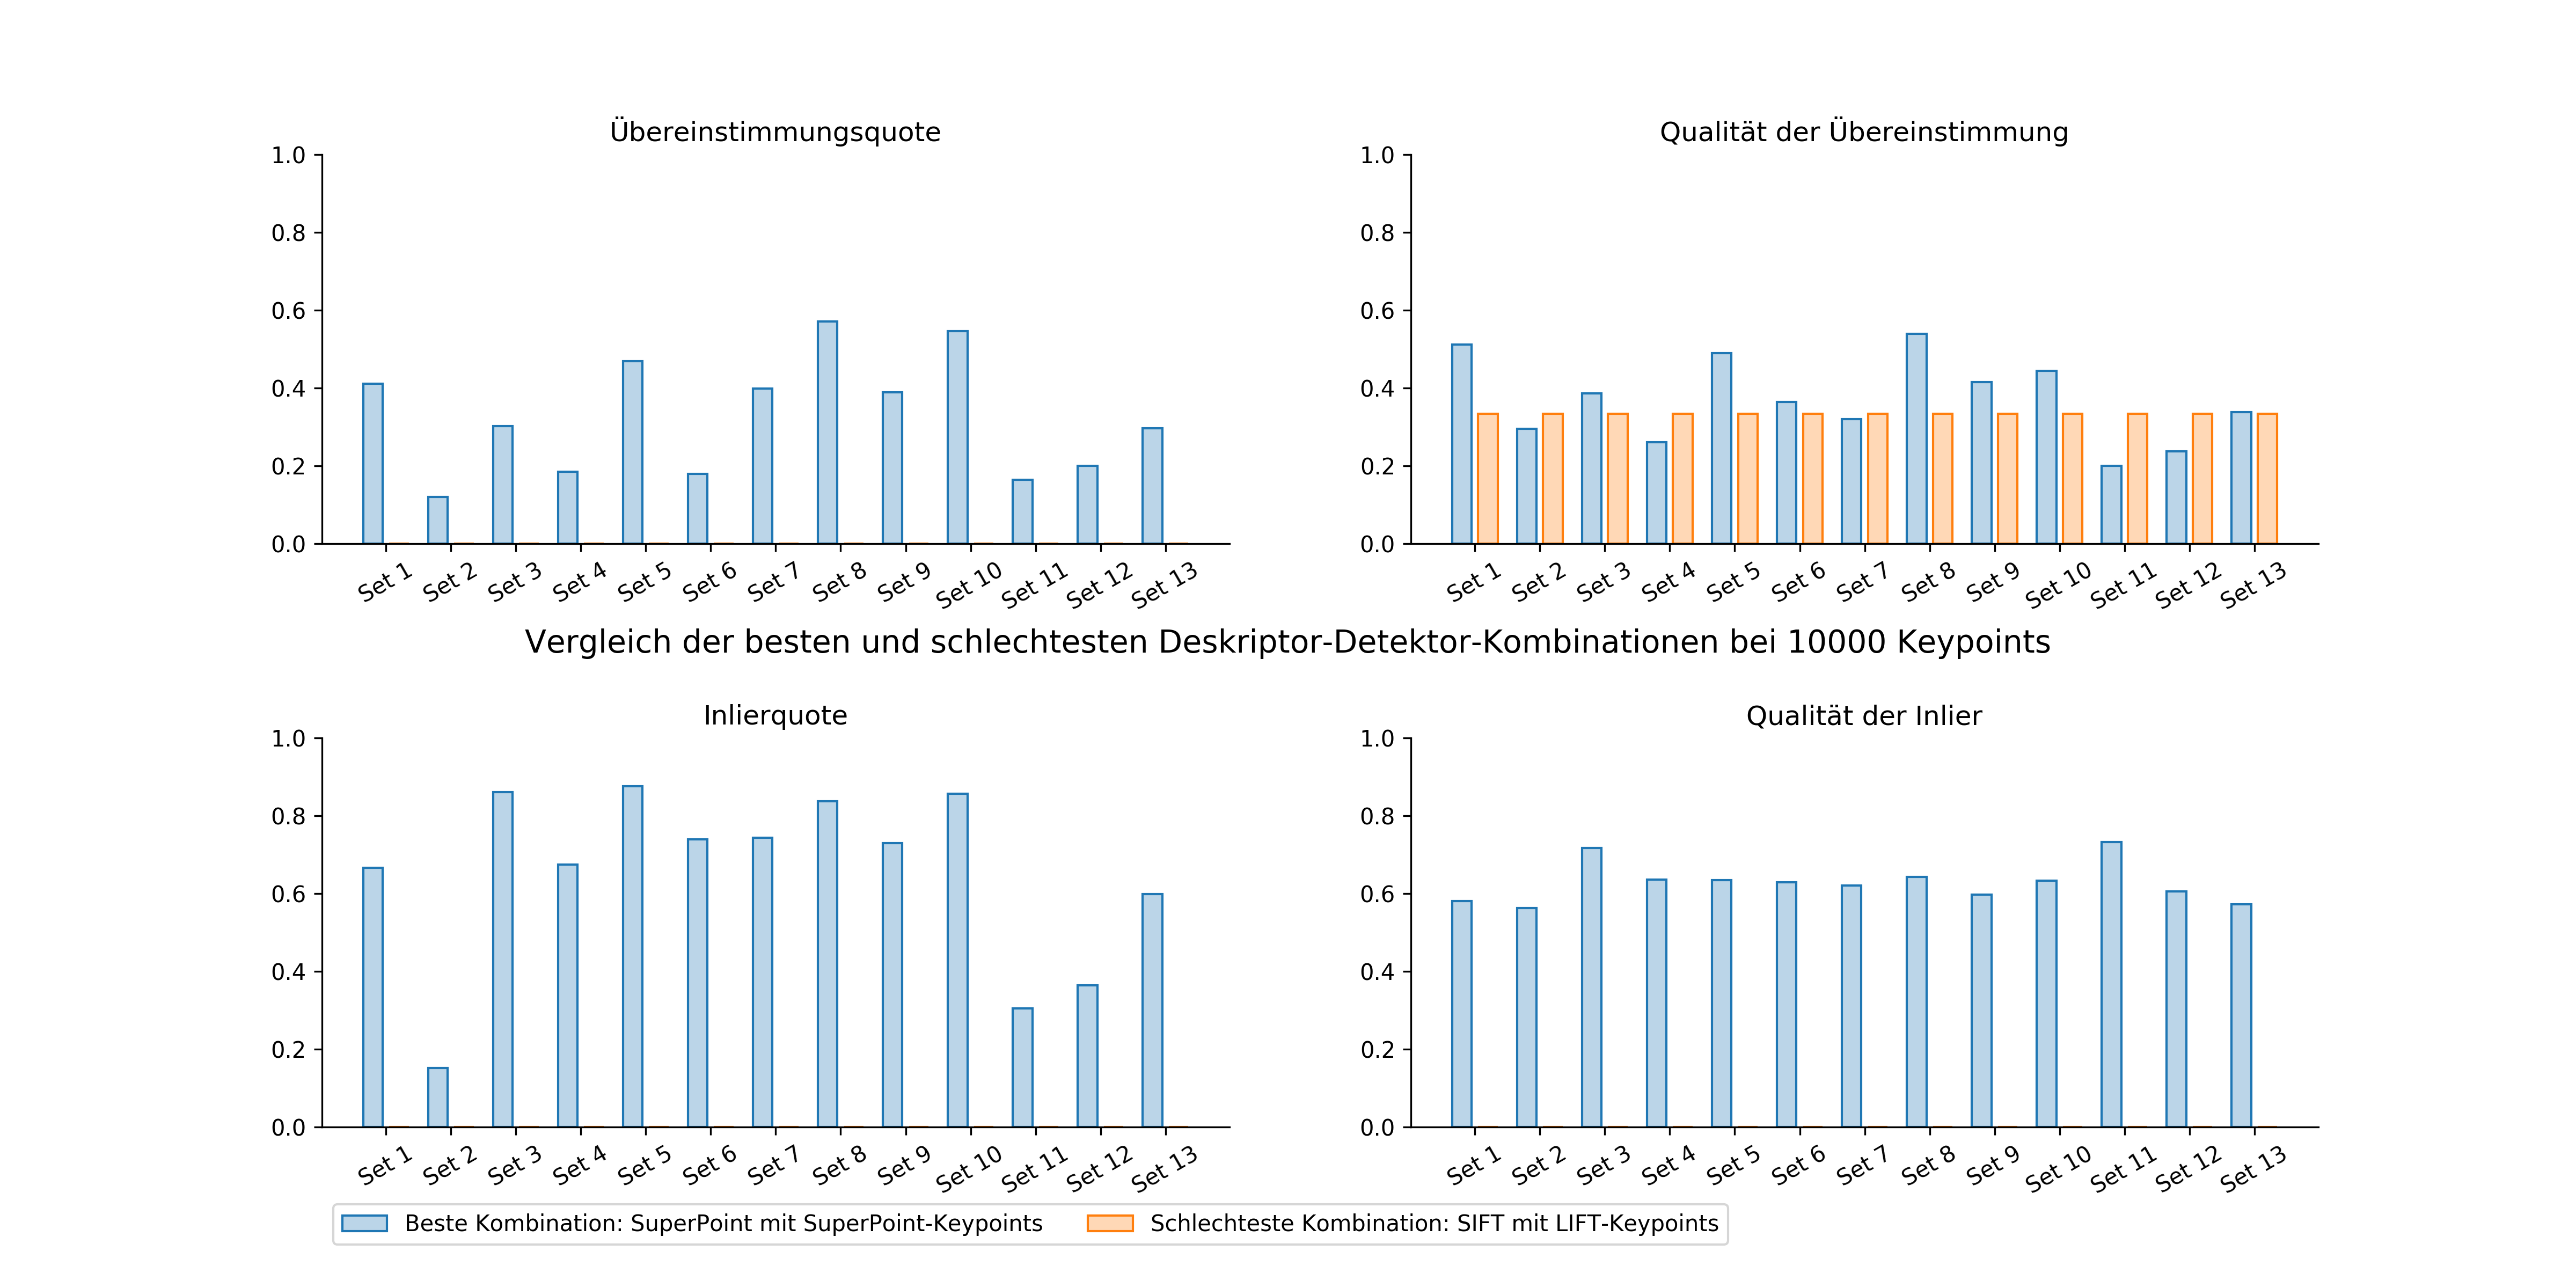 Übereinstimmungsquote
1.0
0.8
0.6
0.4
0.2
0.0
Set 1 Set 2 Set 3 Set 4 Set 5 Set 6 Set 7 Set 8 Set 9 Set 10 Set 11 Set 12 Set 13
Qualität der Übereinstimmung
1.0
0.8
0.6
0.4
0.2
0.0
Set 1 Set 2 Set 3 Set 4 Set 5 Set 6 Set 7 Set 8 Set 9 Set 10 Set 11 Set 12 Set 13
Vergleich der besten und schlechtesten Deskriptor-Detektor-Kombinationen bei 10000 Keypoints
Inlierquote
1.0
0.8
0.6
0.4
0.2
0.0
Set 1 Set 2 Set 3 Set 4 Set 5 Set 6 Set 7 Set 8 Set 9 Set 10 Set 11 Set 12 Set 13
Qualität der Inlier
1.0
0.8
0.6
0.4
0.2
0.0
Set 1 Set 2 Set 3 Set 4 Set 5 Set 6 Set 7 Set 8 Set 9 Set 10 Set 11 Set 12 Set 13
Beste Kombination: SuperPoint mit SuperPoint-Keypoints Schlechteste Kombination: SIFT mit LIFT-Keypoints